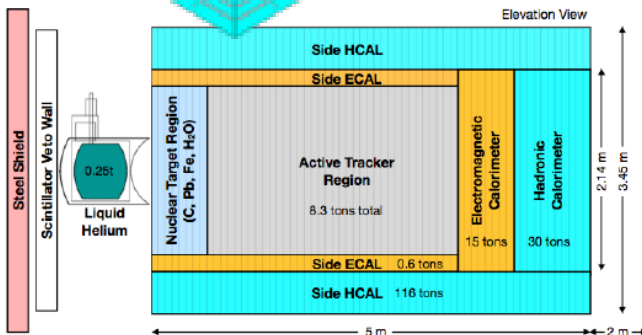 Elevation View
Side HCAL
Side ECAL
Steel Shield
Scintillator Veto Wall
0.25t
Liquid
Helium
Nuclear Target Region
(C, Pb, Fe, H₂O)
Active Tracker
Region
8.3 tons total
Electromagnetic
Calorimeter
15 tons
Hadronic
Calorimeter
30 tons
2.14 m
3.45 m
Side ECAL 0.6 tons
Side HCAL 116 tons
5 m
2 m